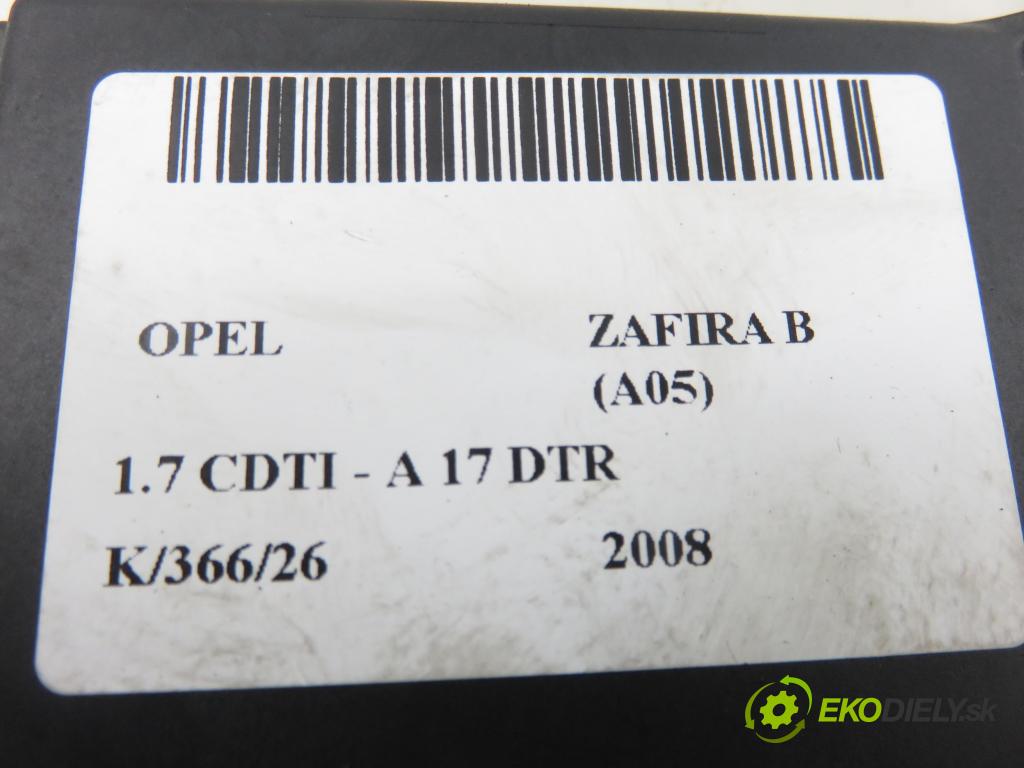 OPEL ZAFIRA B
(A05)
1.7 CDTI - A 17 DTR
K/366/26 2008
EKODIELY.sk